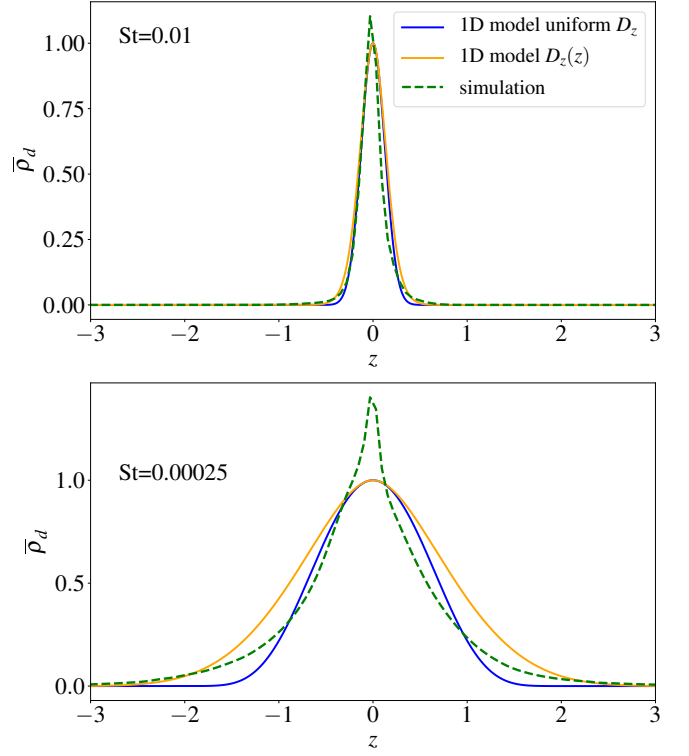 St=0.01
1D model uniform D_z
1D model D_z(z)
simulation
ρ̅_d
1.00
0.75
0.50
0.25
0.00
−3 −2 −1 0 1 2 3
z
St=0.00025
ρ̅_d
1.0
0.5
0.0
−3 −2 −1 0 1 2 3
z